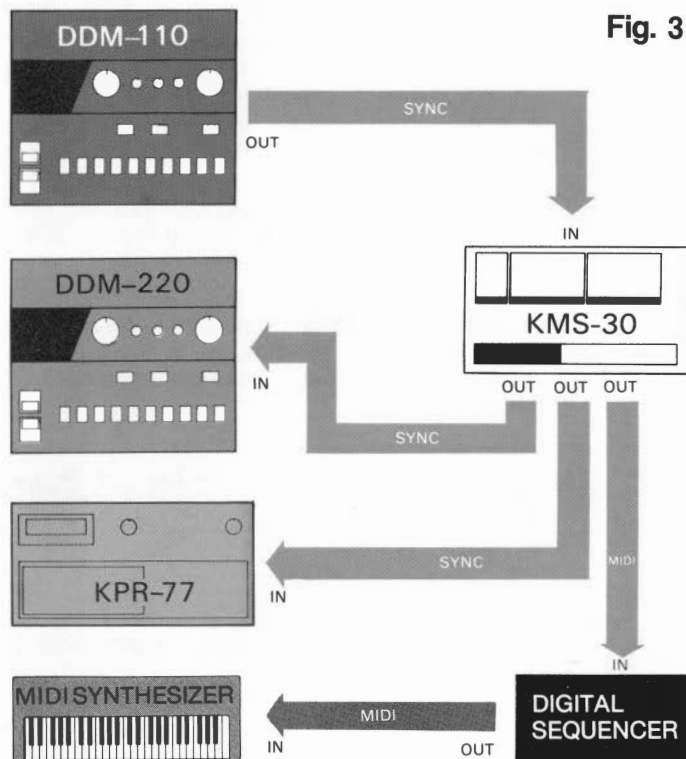 Fig. 3
DDM-110
SYNC
OUT
IN
KMS-30
OUT OUT OUT
DDM-220
IN
SYNC
KPR-77
IN
SYNC
MIDI
IN
MIDI SYNTHESIZER
IN
MIDI
OUT
DIGITAL
SEQUENCER